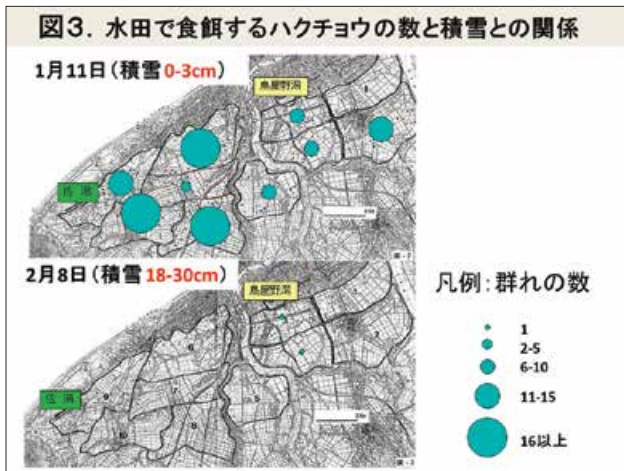 図3. 水田で食餌するハクチョウの数と積雪との関係
1月11日(積雪 0-3cm)
鳥屋野潟
佐 潟
2月8日(積雪 18-30cm)
鳥屋野潟
佐 潟
凡例:群れの数
1
2-5
6-10
11-15
16以上